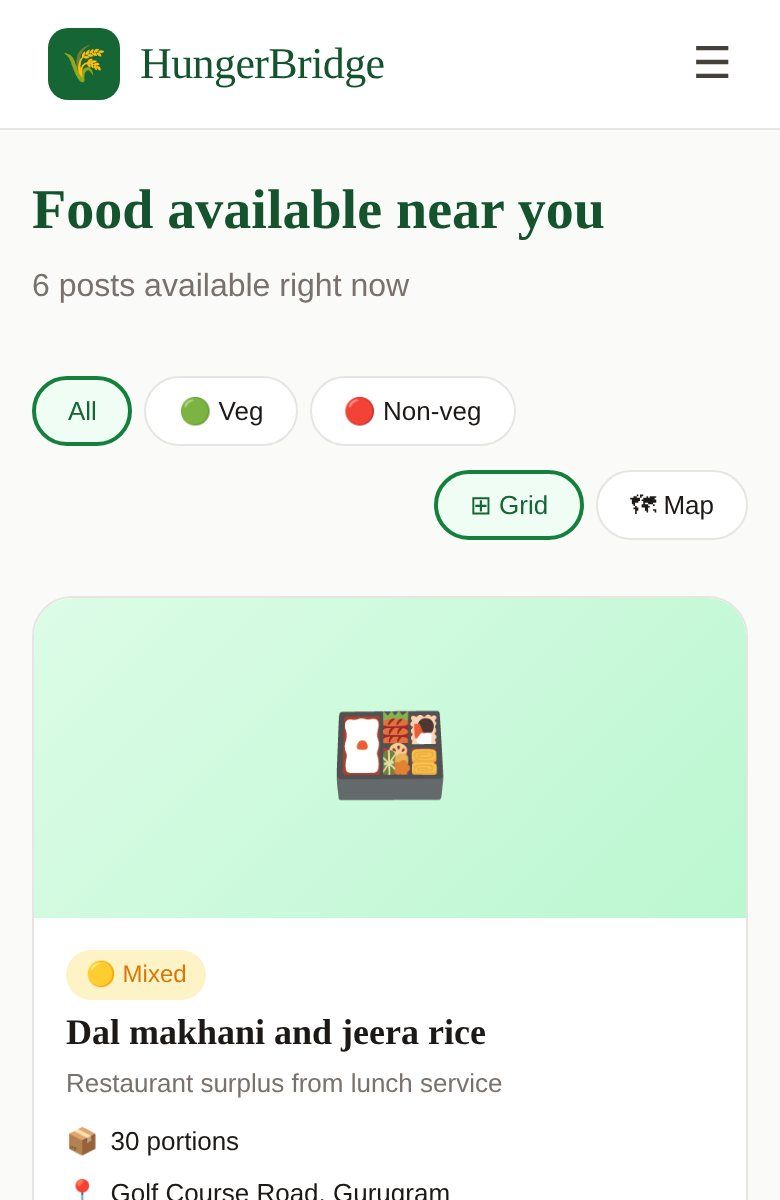 HungerBridge
Food available near you
6 posts available right now
All
Veg
Non-veg
Grid
Map
Mixed
Dal makhani and jeera rice
Restaurant surplus from lunch service
30 portions
Golf Course Road, Gurugram